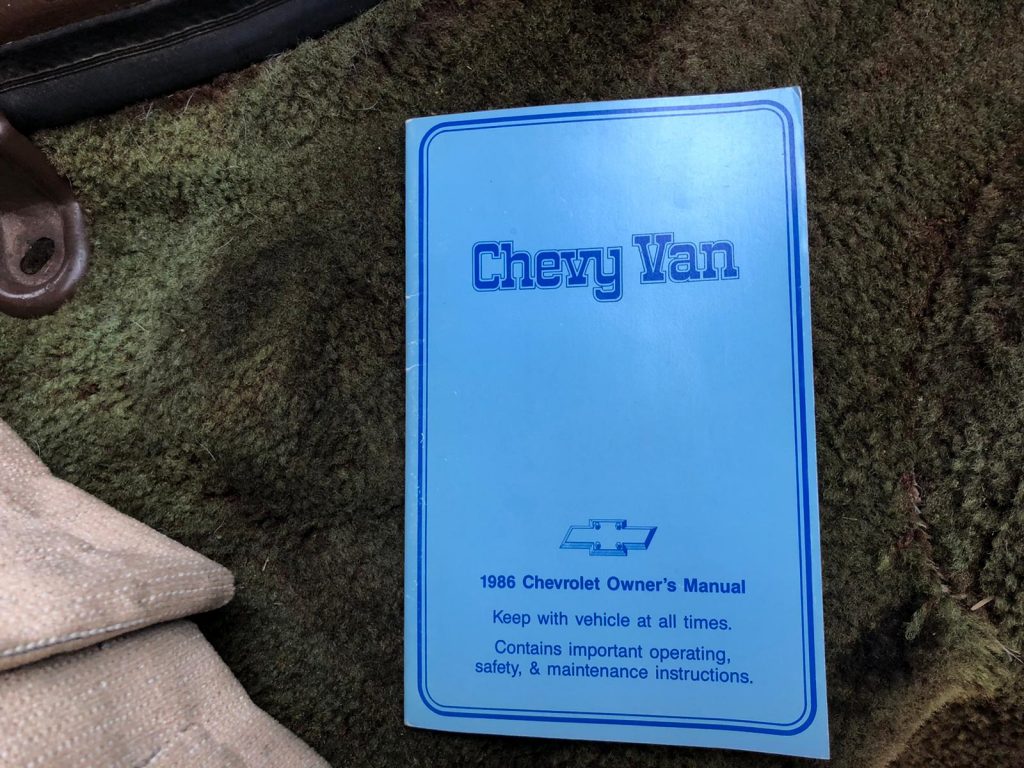 Chevy Van
1986 Chevrolet Owner's Manual
Keep with vehicle at all times.
Contains important operating,
safety, & maintenance instructions.